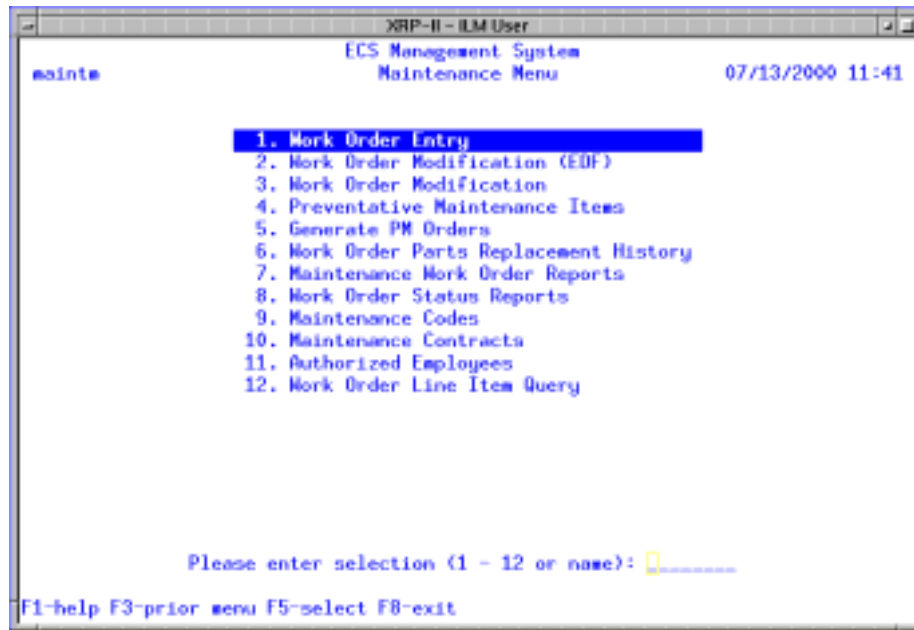 XRP-II - ILM User
ECS Management System
maintm Maintenance Menu 07/13/2000 11:41
1. Work Order Entry
2. Work Order Modification (EDF)
3. Work Order Modification
4. Preventative Maintenance Items
5. Generate PM Orders
6. Work Order Parts Replacement History
7. Maintenance Work Order Reports
8. Work Order Status Reports
9. Maintenance Codes
10. Maintenance Contracts
11. Authorized Employees
12. Work Order Line Item Query
Please enter selection (1 - 12 or name):
F1-help F3-prior menu F5-select F8-exit